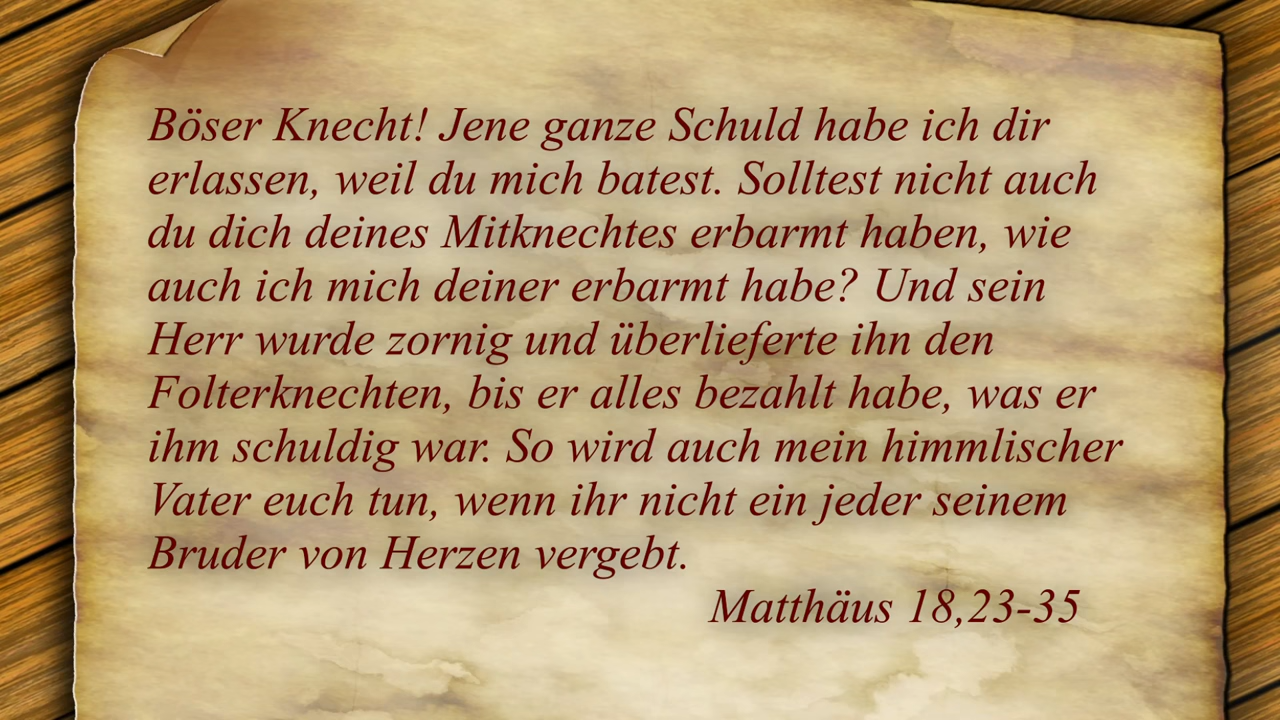 Böser Knecht! Jene ganze Schuld habe ich dir
erlassen, weil du mich batest. Solltest nicht auch
du dich deines Mitknechtes erbarmt haben, wie
auch ich mich deiner erbarmt habe? Und sein
Herr wurde zornig und überlieferte ihn den
Folterknechten, bis er alles bezahlt habe, was er
ihm schuldig war. So wird auch mein himmlischer
Vater euch tun, wenn ihr nicht ein jeder seinem
Bruder von Herzen vergebt.
Matthäus 18,23-35